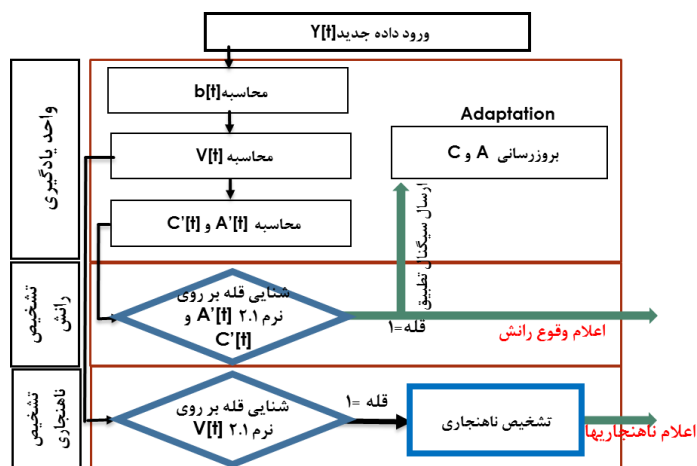 ورود داده جدید Y[t]
واحد یادگیری
محاسبه b[t]
محاسبه V[t]
محاسبه A'[t] و C'[t]
Adaptation
بروزرسانی A و C
ارسال سیگنال تطبیق
تشخیص
رانش
شنایی قله بر روی
نرم ۲.۱ A'[t] و
C'[t]
قله=۱
اعلام وقوع رانش
تشخیص
ناهنجاری
شنایی قله بر روی
نرم ۲.۱ V[t]
قله =۱
تشخیص ناهنجاری
اعلام ناهنجاریها